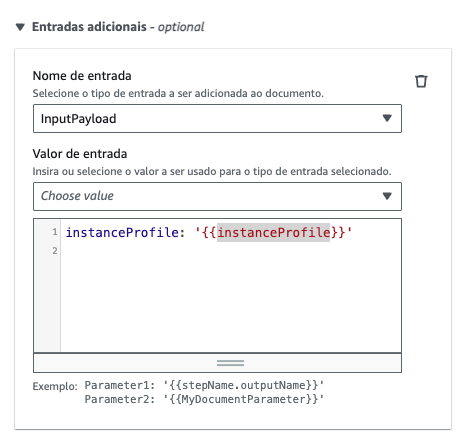 ▼ Entradas adicionais - optional
Nome de entrada
Selecione o tipo de entrada a ser adicionada ao documento.
InputPayload
Valor de entrada
Insira ou selecione o valor a ser usado para o tipo de entrada selecionado.
Choose value
1 instanceProfile: '{{instanceProfile}}'
2
Exemplo: Parameter1: '{{stepName.outputName}}'
Parameter2: '{{MyDocumentParameter}}'